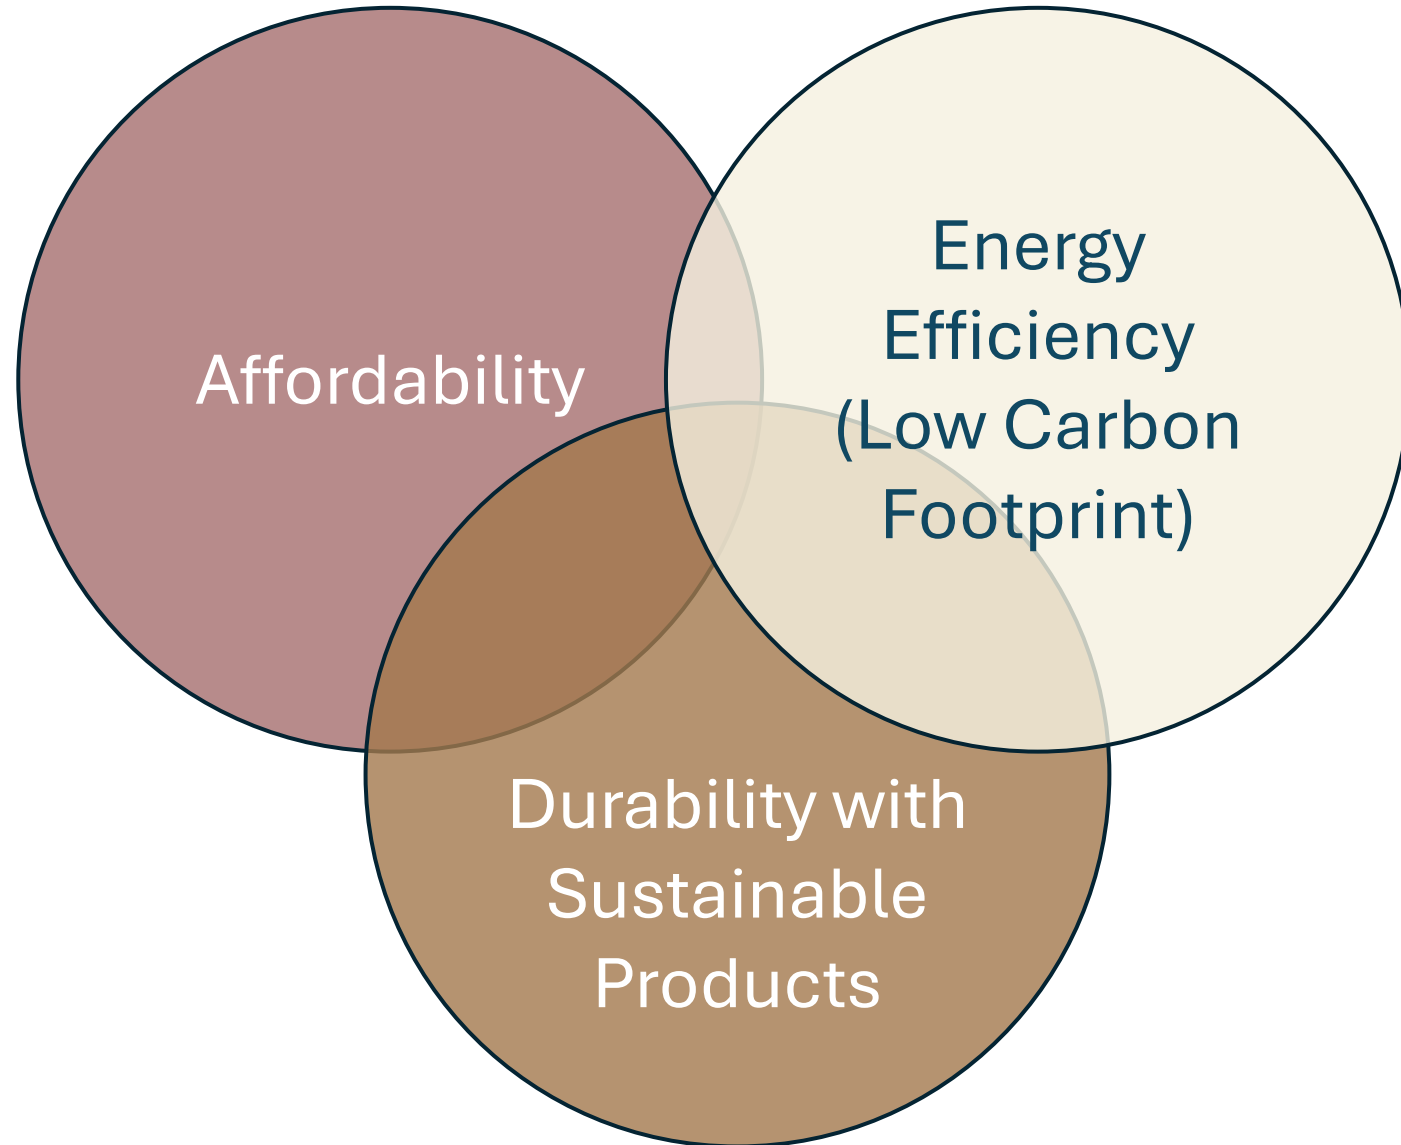 Affordability
Energy
Efficiency
(Low Carbon
Footprint)
Durability with
Sustainable
Products